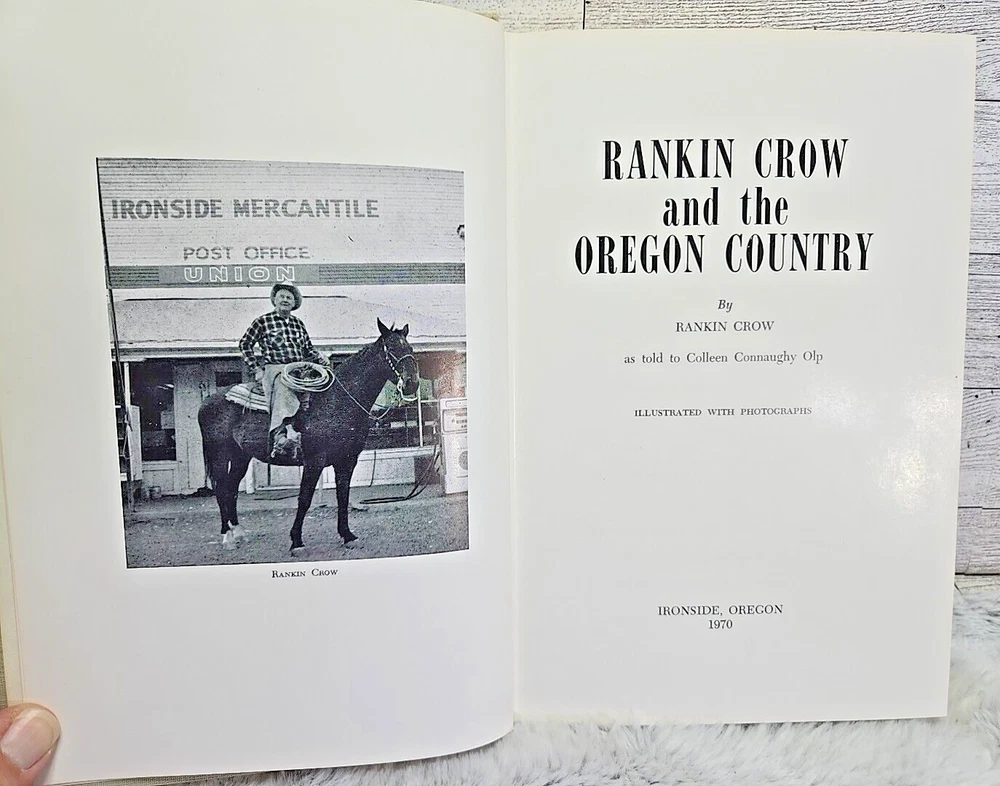 IRONSIDE MERCANTILE
POST OFFICE
UNION
RANKIN CROW
RANKIN CROW
and the
OREGON COUNTRY
By
RANKIN CROW
as told to Colleen Connaughy Olp
ILLUSTRATED WITH PHOTOGRAPHS
IRONSIDE, OREGON
1970